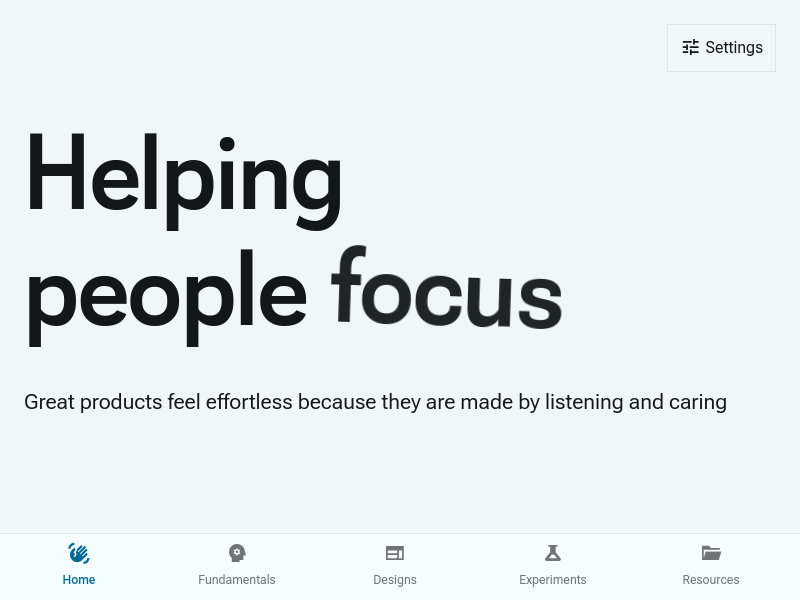 Settings
Helping
people focus
Great products feel effortless because they are made by listening and caring
Home
Fundamentals
Designs
Experiments
Resources